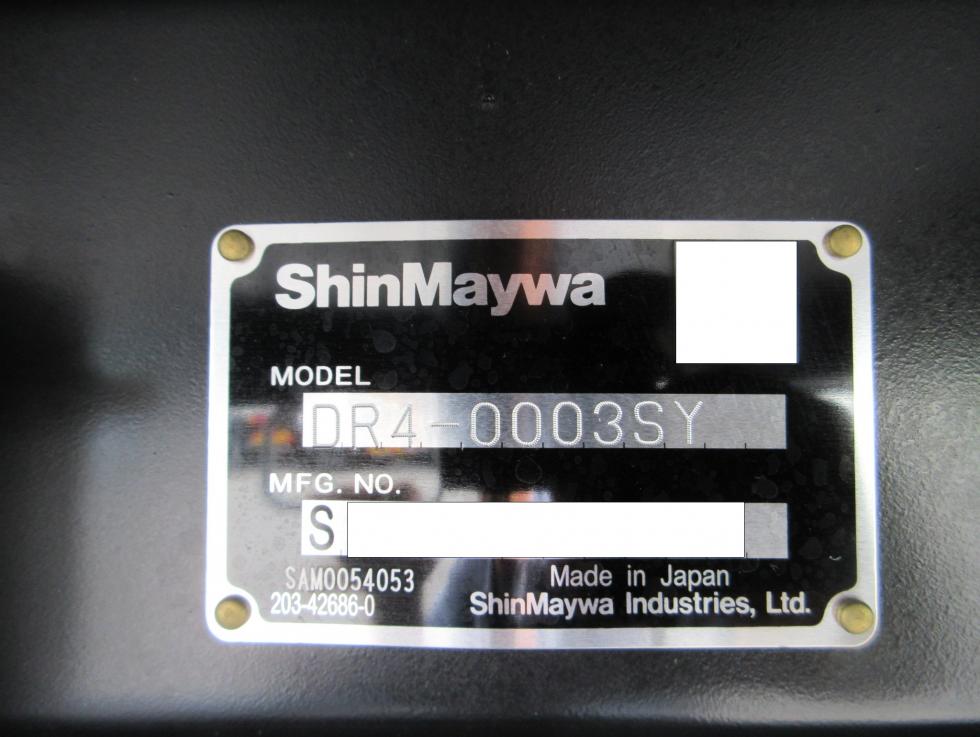 ShinMaywa
MODEL
DR4-0003SY
MFG. NO.
S
SAM0054053
Made in Japan
203-42686-0
ShinMaywa Industries, Ltd.